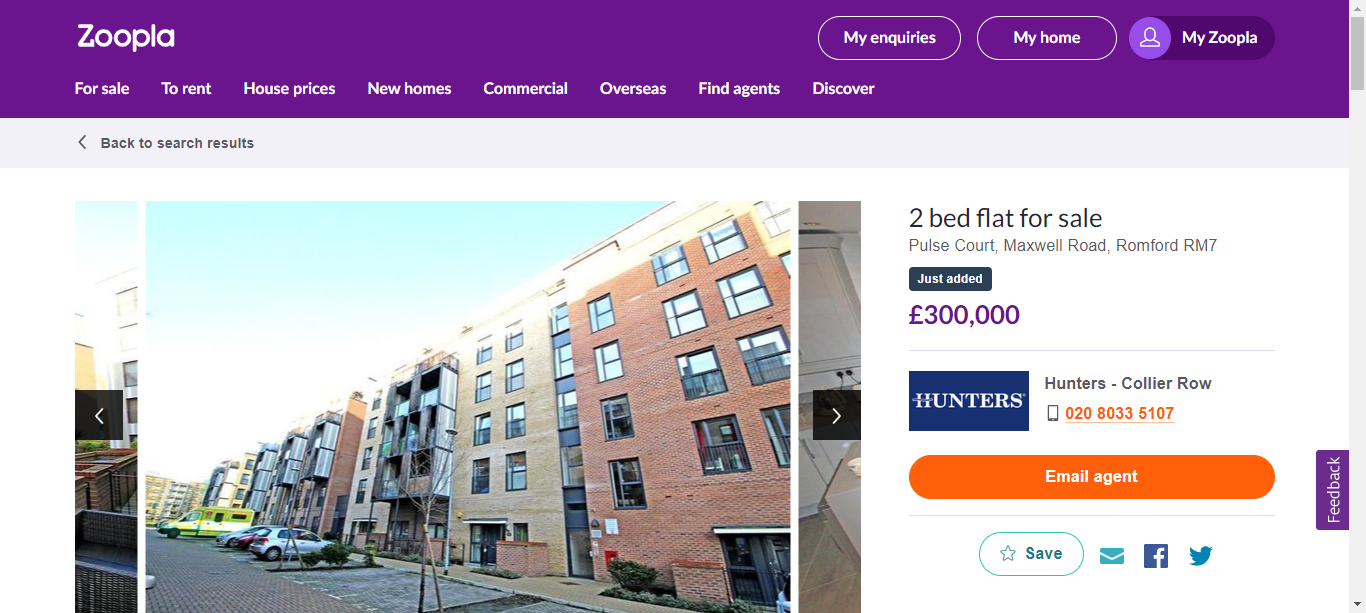 Zoopla
My enquiries
My home
My Zoopla
For sale
To rent
House prices
New homes
Commercial
Overseas
Find agents
Discover
Back to search results
2 bed flat for sale
Pulse Court, Maxwell Road, Romford RM7
Just added
£300,000
HUNTERS
Hunters - Collier Row
020 8033 5107
Email agent
Save
Feedback